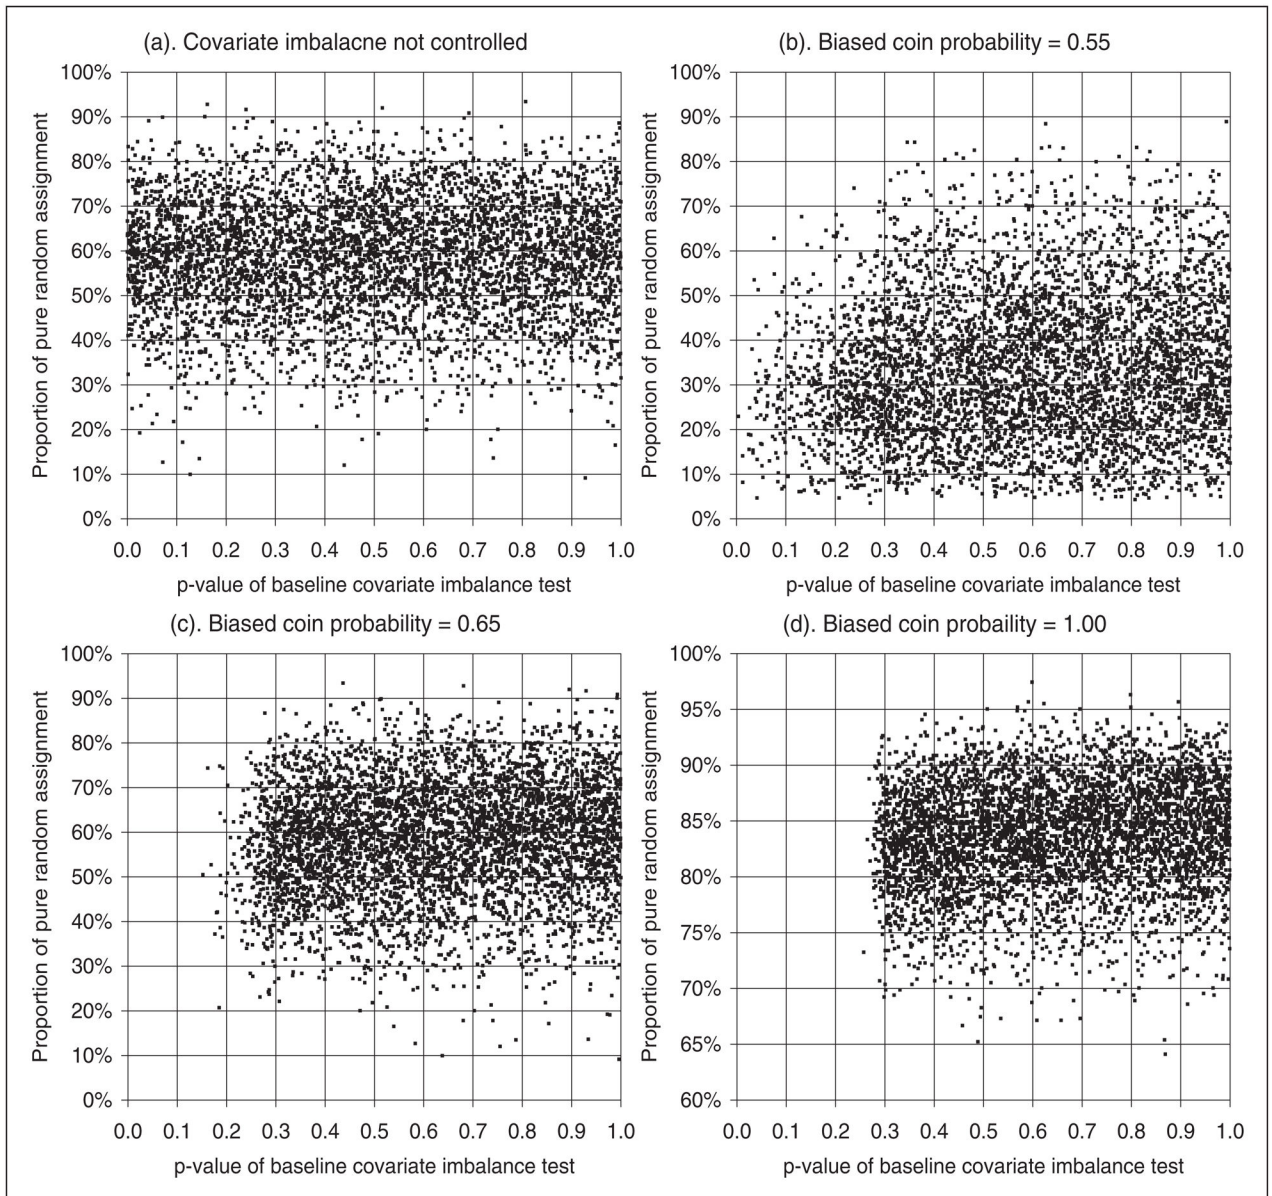 (a). Covariate imbalacne not controlled
100%
90%
80%
70%
60%
50%
40%
30%
20%
10%
0%
Proportion of pure random assignment
0.0 0.1 0.2 0.3 0.4 0.5 0.6 0.7 0.8 0.9 1.0
p-value of baseline covariate imbalance test
(b). Biased coin probability = 0.55
100%
90%
80%
70%
60%
50%
40%
30%
20%
10%
0%
Proportion of pure random assignment
0.0 0.1 0.2 0.3 0.4 0.5 0.6 0.7 0.8 0.9 1.0
p-value of baseline covariate imbalance test
(c). Biased coin probability = 0.65
100%
90%
80%
70%
60%
50%
40%
30%
20%
10%
0%
Proportion of pure random assignment
0.0 0.1 0.2 0.3 0.4 0.5 0.6 0.7 0.8 0.9 1.0
p-value of baseline covariate imbalance test
(d). Biased coin probaility = 1.00
100%
95%
90%
85%
80%
75%
70%
65%
60%
Proportion of pure random assignment
0.0 0.1 0.2 0.3 0.4 0.5 0.6 0.7 0.8 0.9 1.0
p-value of baseline covariate imbalance test